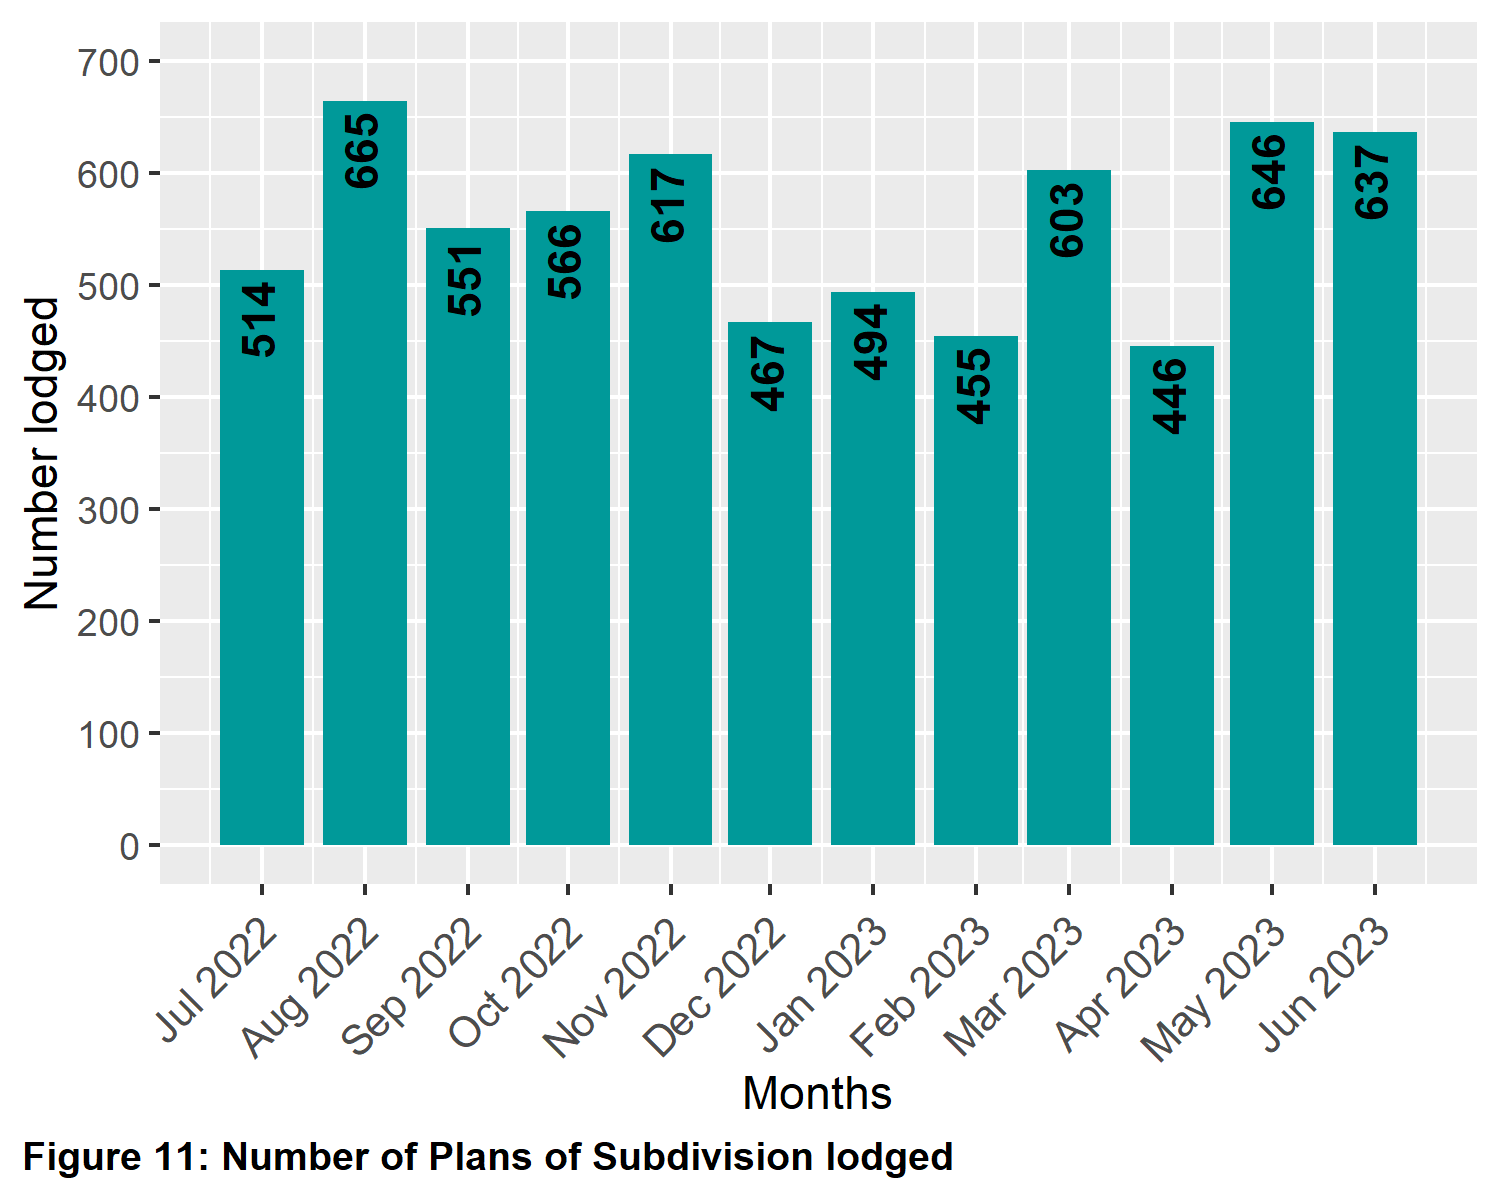 700
600
500
400
300
200
100
0
Number lodged
514
665
551
566
617
467
494
455
603
446
646
637
Jul 2022
Aug 2022
Sep 2022
Oct 2022
Nov 2022
Dec 2022
Jan 2023
Feb 2023
Mar 2023
Apr 2023
May 2023
Jun 2023
Months
Figure 11: Number of Plans of Subdivision lodged